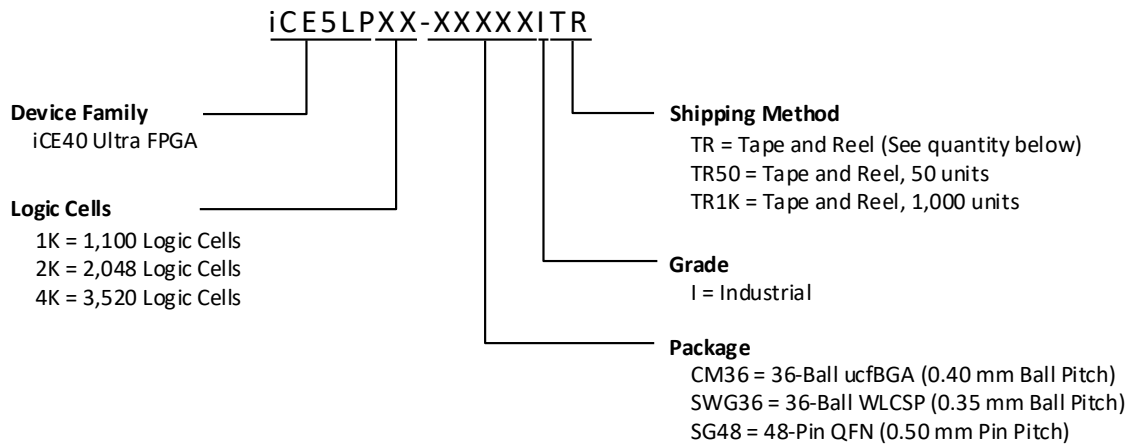 iCE5LPXX-XXXXXITR
Device Family
iCE40 Ultra FPGA
Logic Cells
1K = 1,100 Logic Cells
2K = 2,048 Logic Cells
4K = 3,520 Logic Cells
Shipping Method
TR = Tape and Reel (See quantity below)
TR50 = Tape and Reel, 50 units
TR1K = Tape and Reel, 1,000 units
Grade
I = Industrial
Package
CM36 = 36-Ball ucfBGA (0.40 mm Ball Pitch)
SWG36 = 36-Ball WLCSP (0.35 mm Ball Pitch)
SG48 = 48-Pin QFN (0.50 mm Pin Pitch)